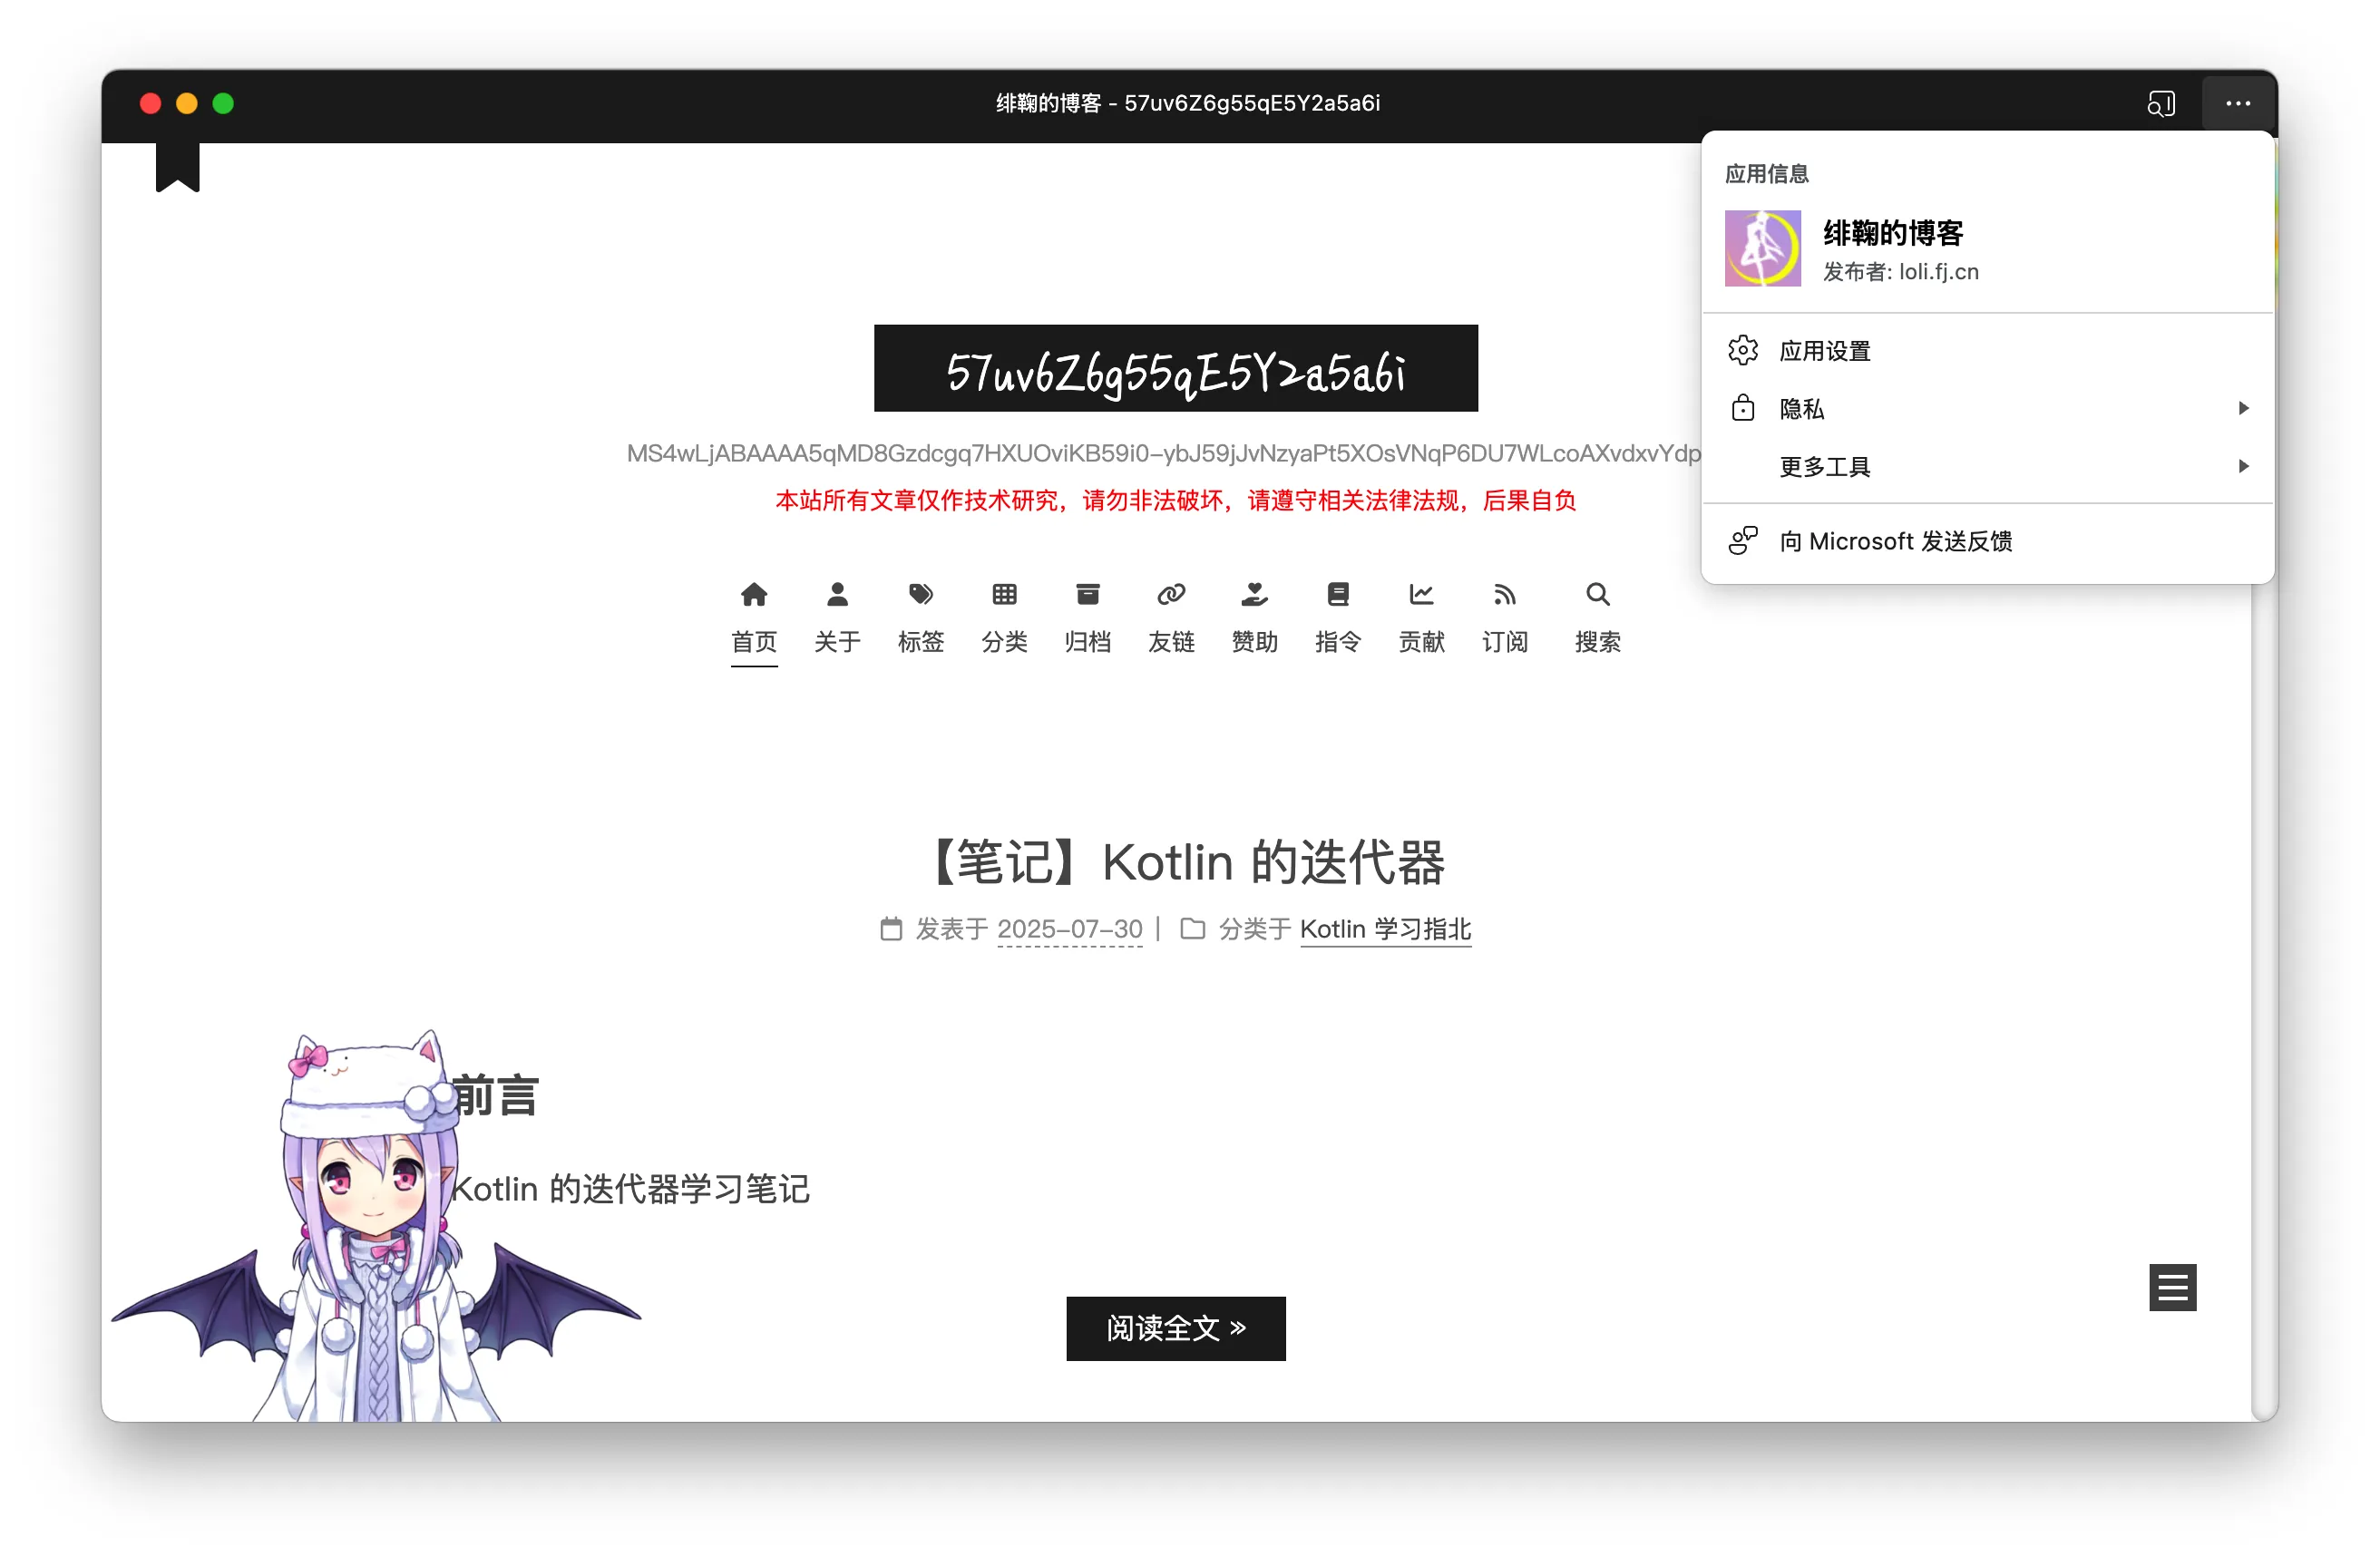 绯鞠的博客 - 57uv6Z6g55qE5Y2a5a6i
应用信息
绯鞠的博客
发布者: loli.fj.cn
应用设置
隐私
更多工具
向 Microsoft 发送反馈
57uv6Z6g55qE5Y2a5a6i
MS4wLjABAAAA5qMD8Gzdcgq7HXUOviKB59i0-ybJ59jJvNzyaPt5XOsVNqP6DU7WLcoAXvdxvYdp
本站所有文章仅作技术研究，请勿非法破坏，请遵守相关法律法规，后果自负
首页 关于 标签 分类 归档 友链 赞助 指令 贡献 订阅 搜索
【笔记】Kotlin 的迭代器
发表于 2025-07-30 | 分类于 Kotlin 学习指北
前言
Kotlin 的迭代器学习笔记
阅读全文 »